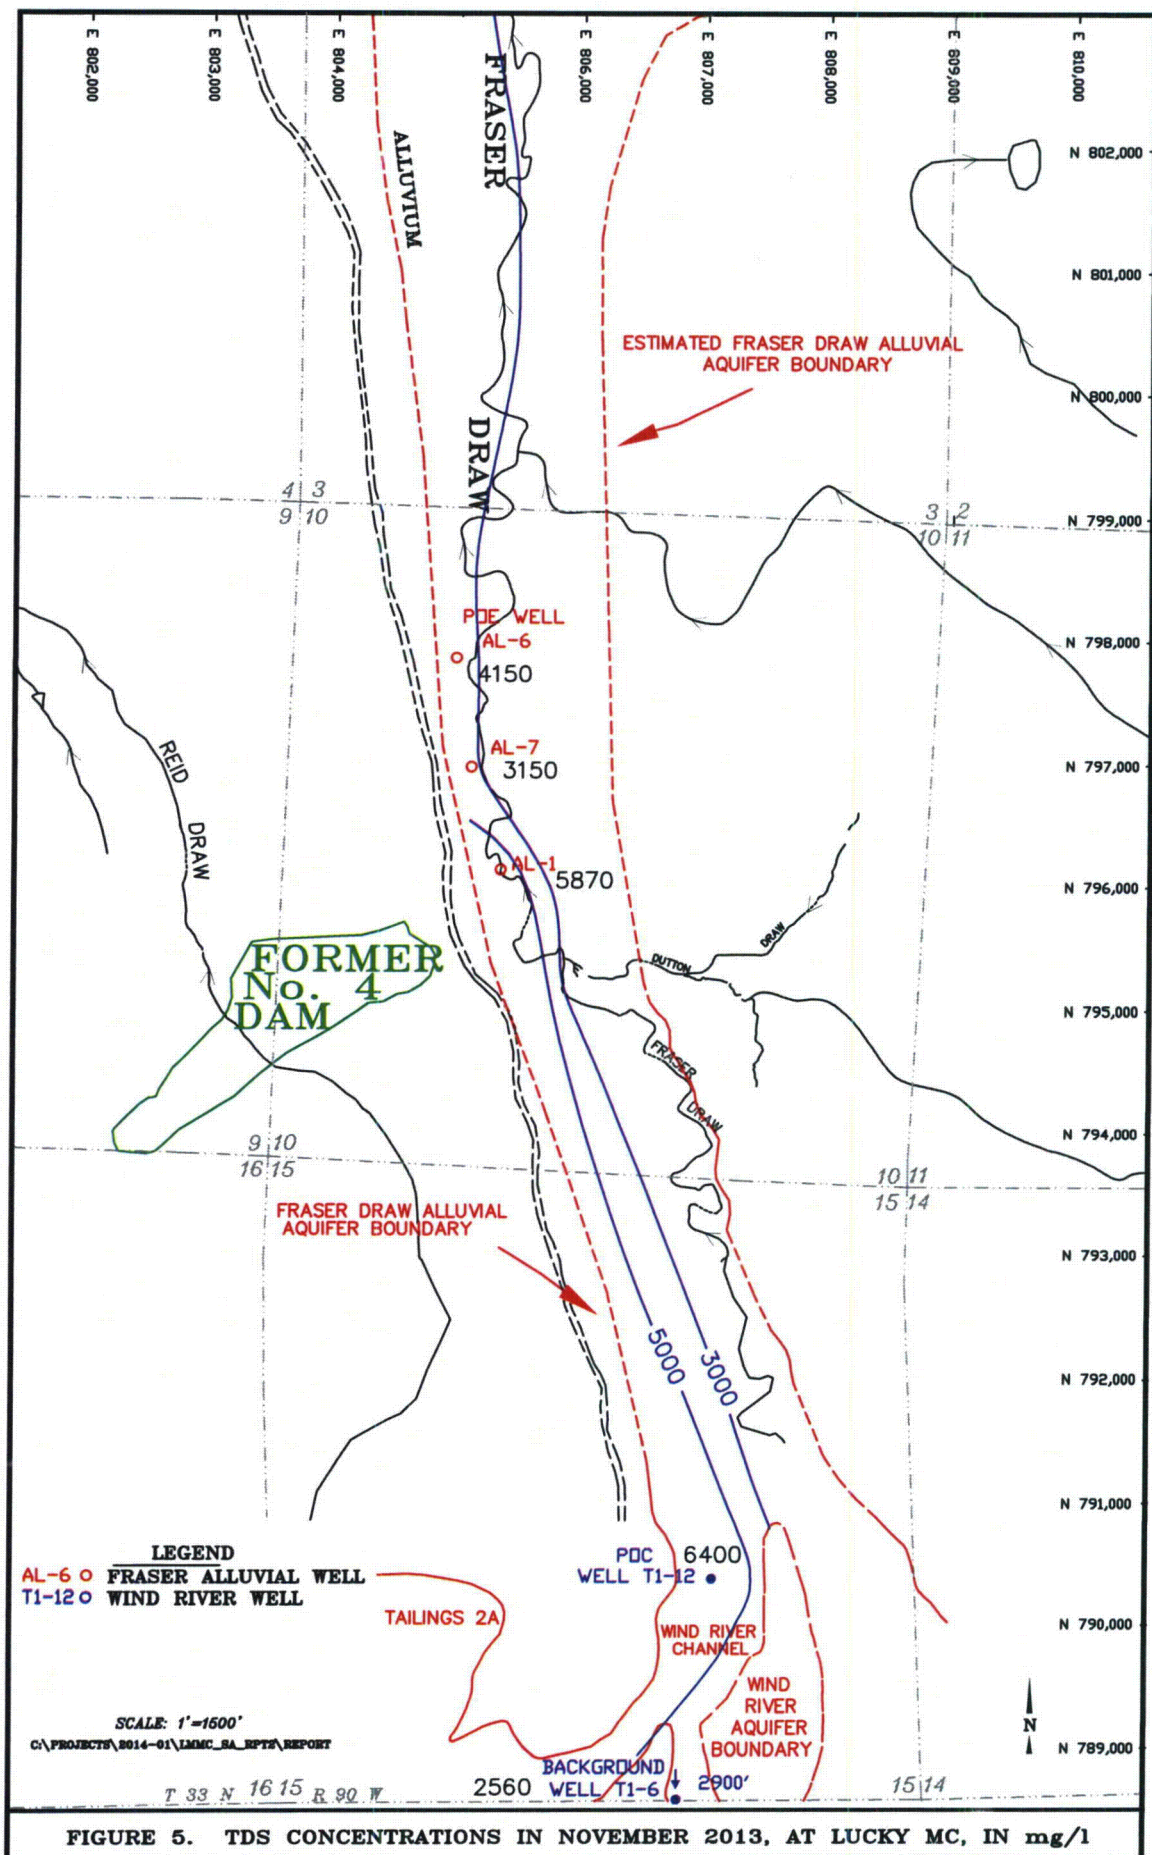 E 802,000
E 803,000
E 804,000
E 806,000
E 807,000
E 808,000
E 809,000
E 810,000
N 802,000
N 801,000
N 800,000
N 799,000
N 798,000
N 797,000
N 796,000
N 795,000
N 794,000
N 793,000
N 792,000
N 791,000
N 790,000
N 789,000
FRASER
DRAW
ALLUVIUM
ESTIMATED FRASER DRAW ALLUVIAL
AQUIFER BOUNDARY
4 3
9 10
3 2
10 11
POE WELL
AL-6
4150
AL-7
3150
AL-1
5870
REID
DRAW
FORMER
No. 4
DAM
DUTTON
DRAW
FRASER
DRAW
9 10
16 15
10 11
15 14
FRASER DRAW ALLUVIAL
AQUIFER BOUNDARY
5000
3000
LEGEND
AL-6 FRASER ALLUVIAL WELL
T1-12 WIND RIVER WELL
POC 6400
WELL T1-12
TAILINGS 2A
WIND RIVER
CHANNEL
WIND
RIVER
AQUIFER
BOUNDARY
N
SCALE: 1"=1500'
C:\PROJECTS\2014-01\LMMC_SA_RPTS\REPORT
BACKGROUND
WELL T1-6
2900'
2560
T 33 N 16 15 R 90 W
15 14
FIGURE 5. TDS CONCENTRATIONS IN NOVEMBER 2013, AT LUCKY MC, IN mg/l